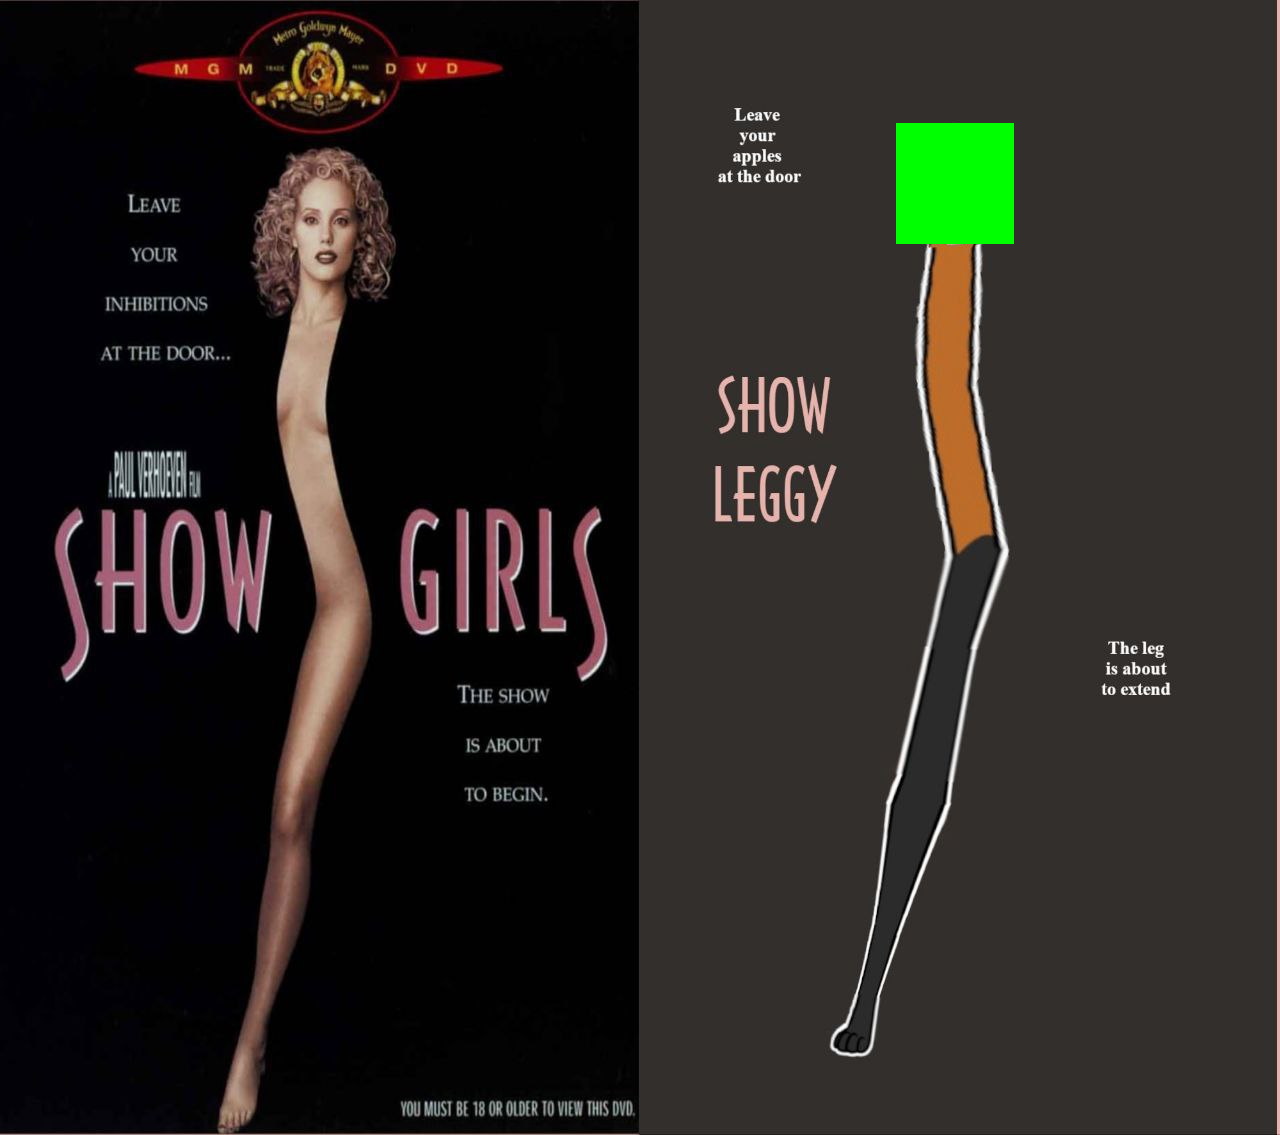 Metro Goldwyn Mayer
MGM TRADE MARK DVD
LEAVE
YOUR
INHIBITIONS
AT THE DOOR...
A PAUL VERHOEVEN FILM
SHOW GIRLS
THE SHOW
IS ABOUT
TO BEGIN.
YOU MUST BE 18 OR OLDER TO VIEW THIS DVD.
Leave
your
apples
at the door
SHOW
LEGGY
The leg
is about
to extend